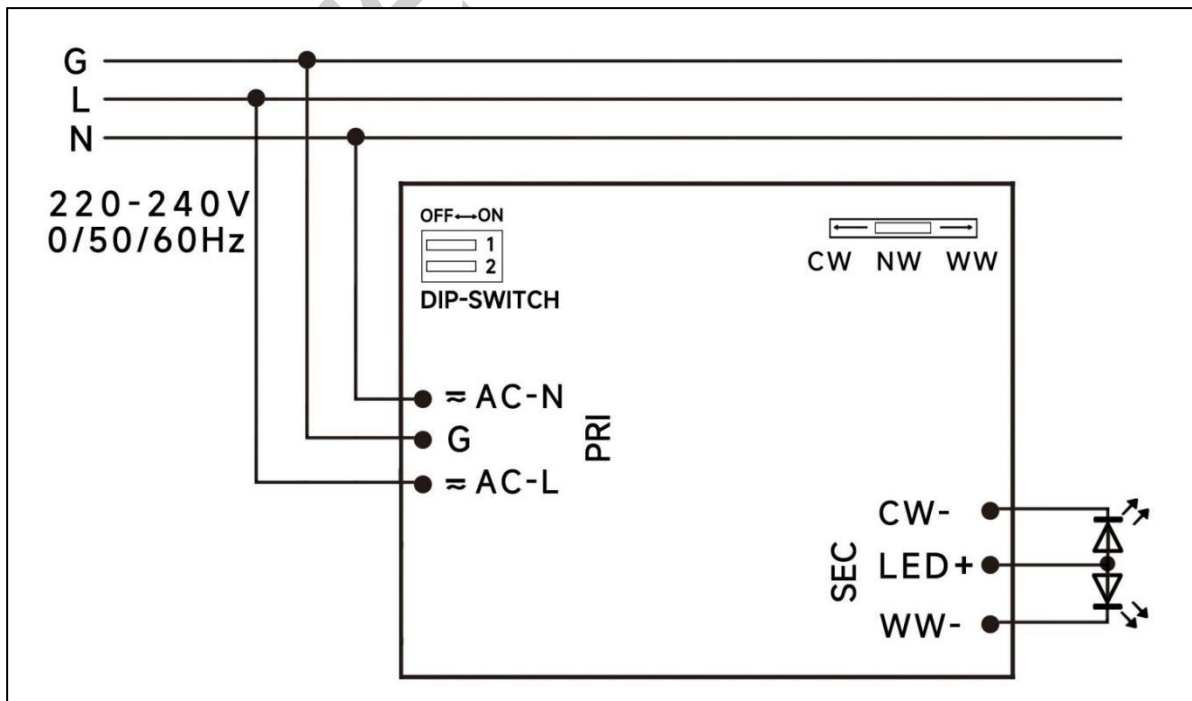 G
L
N
220-240V
0/50/60Hz
OFF↔ON
1
2
DIP-SWITCH
CW NW WW
≂ AC-N
G
≂ AC-L
PRI
SEC
CW-
LED+
WW-